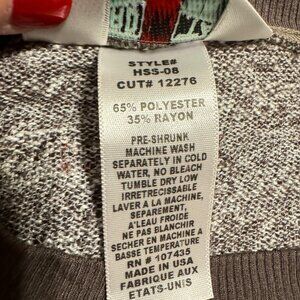 STYLE#
HSS-08
CUT# 12276
65% POLYESTER
35% RAYON
PRE-SHRUNK
MACHINE WASH
SEPARATELY IN COLD
WATER, NO BLEACH
TUMBLE DRY LOW
IRRETRECISSABLE
LAVER A LA MACHINE,
SEPAREMENT,
A'LEAU FROIDE
NE PAS BLANCHIR
SECHER EN MACHINE A
BASSE TEMPERATURE
RN # 107435
MADE IN USA
FABRIQUE AUX
ETATS-UNIS